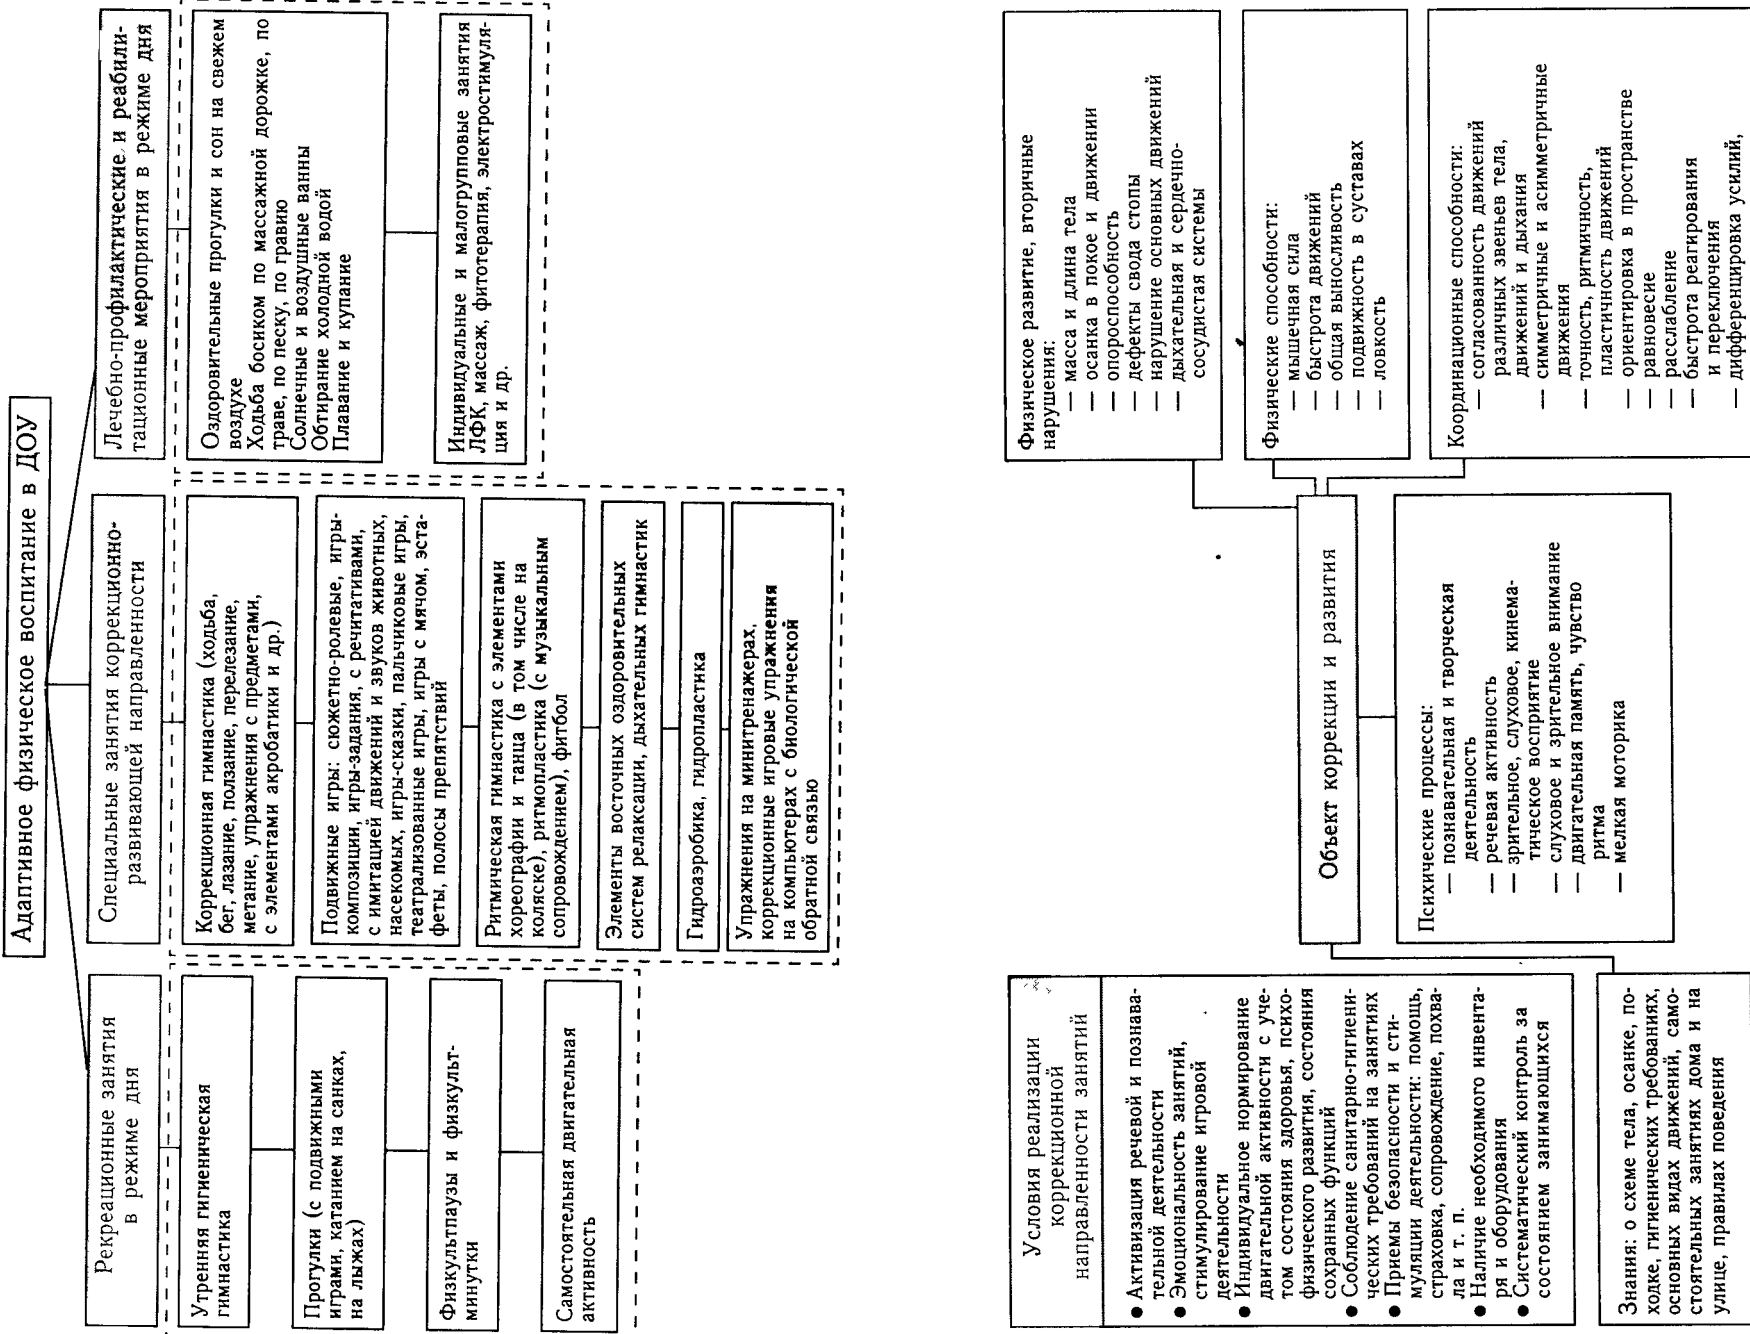 Адаптивное физическое воспитание в ДОУ
Рекреационные занятия
в режиме дня
Утренняя гигиеническая
гимнастика
Прогулки (с подвижными
играми, катанием на санках,
на лыжах)
Физкультпаузы и физкульт-
минутки
Самостоятельная двигательная
активность
Специальные занятия коррекционно-
развивающей направленности
Коррекционная гимнастика (ходьба,
бег, лазание, ползание, перелезание,
метание, упражнения с предметами,
с элементами акробатики и др.)
Подвижные игры: сюжетно-ролевые, игры-
композиции, игры-задания, с речитативами,
с имитацией движений и звуков животных,
насекомых, игры-сказки, пальчиковые игры,
театрализованные игры, игры с мячом, эста-
феты, полосы препятствий
Ритмическая гимнастика с элементами
хореографии и танца (в том числе на
коляске), ритмопластика (с музыкальным
сопровождением), фитбол
Элементы восточных оздоровительных
систем релаксации, дыхательных гимнастик
Гидроаэробика, гидропластика
Упражнения на минитренажерах,
коррекционные игровые упражнения
на компьютерах с биологической
обратной связью
Лечебно-профилактические и реабили-
тационные мероприятия в режиме дня
Оздоровительные прогулки и сон на свежем
воздухе
Ходьба босиком по массажной дорожке, по
траве, по песку, по гравию
Солнечные и воздушные ванны
Обтирание холодной водой
Плавание и купание
Индивидуальные и малогрупповые занятия
ЛФК, массаж, фитотерапия, электростимуля-
ция и др.
Условия реализации
коррекционной
направленности занятий
● Активизация речевой и познава-
тельной деятельности
● Эмоциональность занятий,
стимулирование игровой
деятельности
● Индивидуальное нормирование
двигательной активности с уче-
том состояния здоровья, психо-
физического развития, состояния
сохранных функций
● Соблюдение санитарно-гигиени-
ческих требований на занятиях
● Приемы безопасности и сти-
муляции деятельности: помощь,
страховка, сопровождение, похва-
ла и т. п.
● Наличие необходимого инвента-
ря и оборудования
● Систематический контроль за
состоянием занимающихся
Знания: о схеме тела, осанке, по-
ходке, гигиенических требованиях,
основных видах движений, само-
стоятельных занятиях дома и на
улице, правилах поведения
Объект коррекции и развития
Психические процессы:
— познавательная и творческая
деятельность
— речевая активность
— зрительное, слуховое, кинема-
тическое восприятие
— слуховое и зрительное внимание
— двигательная память, чувство
ритма
— мелкая моторика
Физическое развитие, вторичные
нарушения:
— масса и длина тела
— осанка в покое и движении
— опороспособность
— дефекты свода стопы
— нарушение основных движений
— дыхательная и сердечно-
сосудистая системы
Физические способности:
— мышечная сила
— быстрота движений
— общая выносливость
— подвижность в суставах
— ловкость
Координационные способности:
— согласованность движений
различных звеньев тела,
движений и дыхания
— симметричные и асимметричные
движения
— точность, ритмичность,
пластичность движений
— ориентировка в пространстве
— равновесие
— расслабление
— быстрота реагирования
и переключения
— дифференцировка усилий,